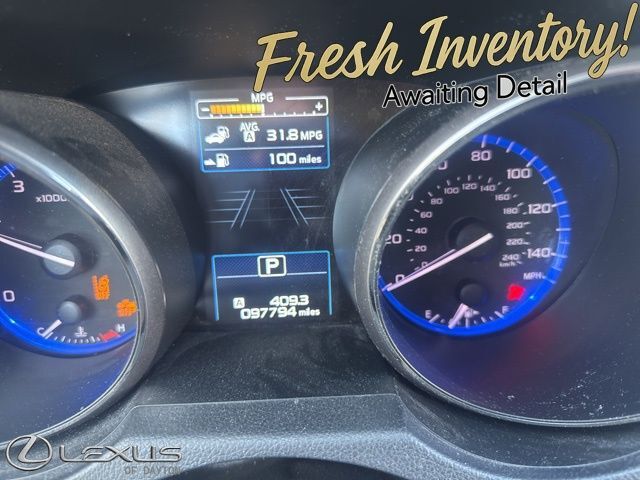 Fresh Inventory!
Awaiting Detail
MPG
- +
AVG. A 31.8 MPG
100 miles
3
x1000
0
C H
P
A 409.3
097794 miles
80
100
120
140
MPH
20
0
0
20
40
60
80
100
120
140
160
180
200
220
240
km/h
E F
LEXUS
OF DAYTON